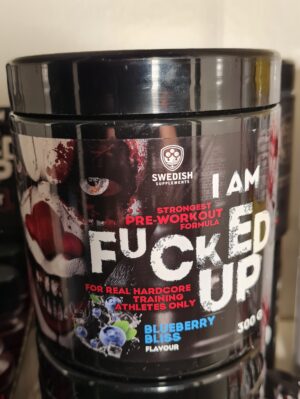 SWEDISH
SUPPLEMENTS
I AM
STRONGEST
PRE-WORKOUT
FORMULA
FUCKED
UP
FOR REAL HARDCORE
TRAINING
ATHLETES ONLY
BLUEBERRY
BLISS
FLAVOUR
300 G